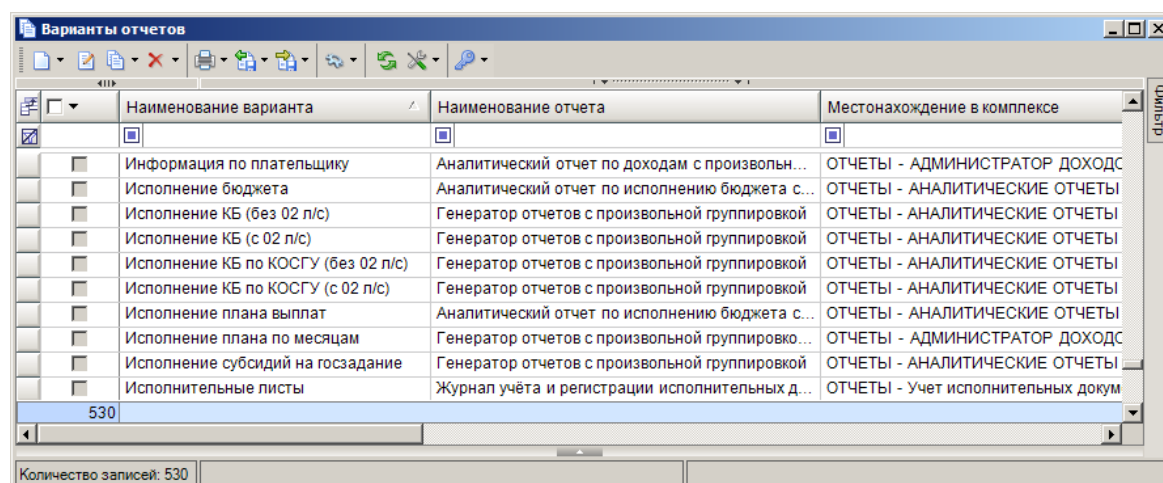 Варианты отчетов
Наименование варианта Наименование отчета Местонахождение в комплексе
Фильтр
Информация по плательщику Аналитический отчет по доходам с произвольн... ОТЧЕТЫ - АДМИНИСТРАТОР ДОХОДО
Исполнение бюджета Аналитический отчет по исполнению бюджета с... ОТЧЕТЫ - АНАЛИТИЧЕСКИЕ ОТЧЕТЫ
Исполнение КБ (без 02 л/с) Генератор отчетов с произвольной группировкой ОТЧЕТЫ - АНАЛИТИЧЕСКИЕ ОТЧЕТЫ
Исполнение КБ (с 02 л/с) Генератор отчетов с произвольной группировкой ОТЧЕТЫ - АНАЛИТИЧЕСКИЕ ОТЧЕТЫ
Исполнение КБ по КОСГУ (без 02 л/с) Генератор отчетов с произвольной группировкой ОТЧЕТЫ - АНАЛИТИЧЕСКИЕ ОТЧЕТЫ
Исполнение КБ по КОСГУ (с 02 л/с) Генератор отчетов с произвольной группировкой ОТЧЕТЫ - АНАЛИТИЧЕСКИЕ ОТЧЕТЫ
Исполнение плана выплат Аналитический отчет по исполнению бюджета с... ОТЧЕТЫ - АНАЛИТИЧЕСКИЕ ОТЧЕТЫ
Исполнение плана по месяцам Генератор отчетов с произвольной группировко... ОТЧЕТЫ - АДМИНИСТРАТОР ДОХОДО
Исполнение субсидий на госзадание Генератор отчетов с произвольной группировкой ОТЧЕТЫ - АНАЛИТИЧЕСКИЕ ОТЧЕТЫ
Исполнительные листы Журнал учёта и регистрации исполнительных д... ОТЧЕТЫ - Учет исполнительных докум
530
Количество записей: 530